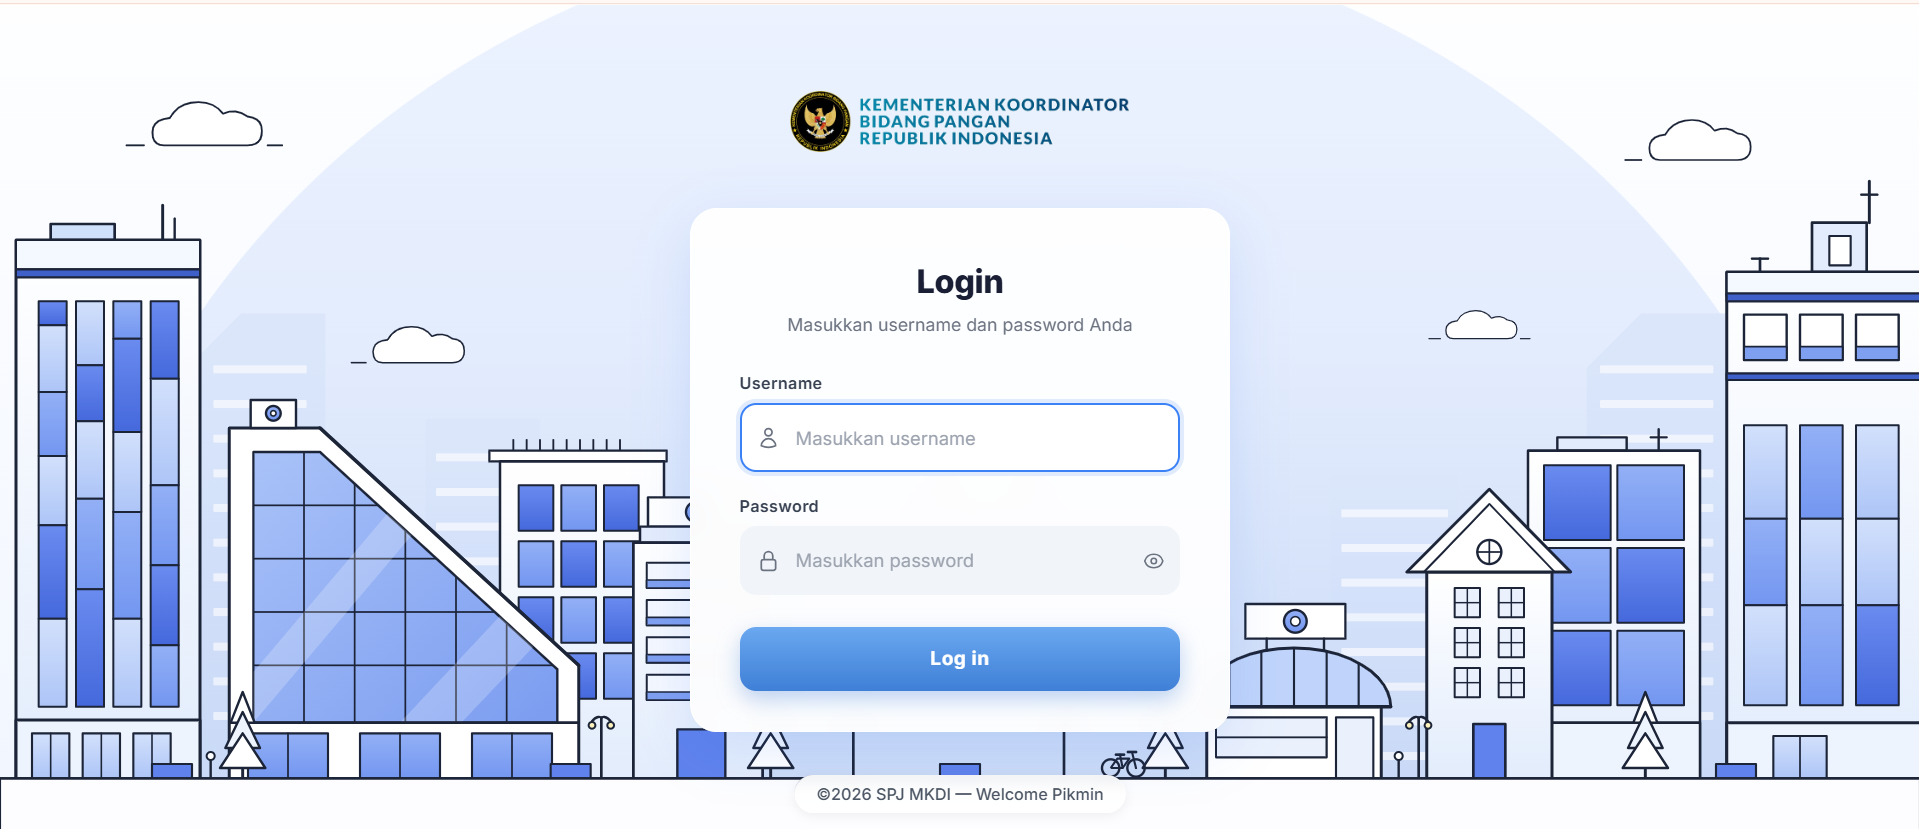 KEMENTERIAN KOORDINATOR
BIDANG PANGAN
REPUBLIK INDONESIA
Login
Masukkan username dan password Anda
Username
Masukkan username
Password
Masukkan password
Log in
©2026 SPJ MKDI — Welcome Pikmin